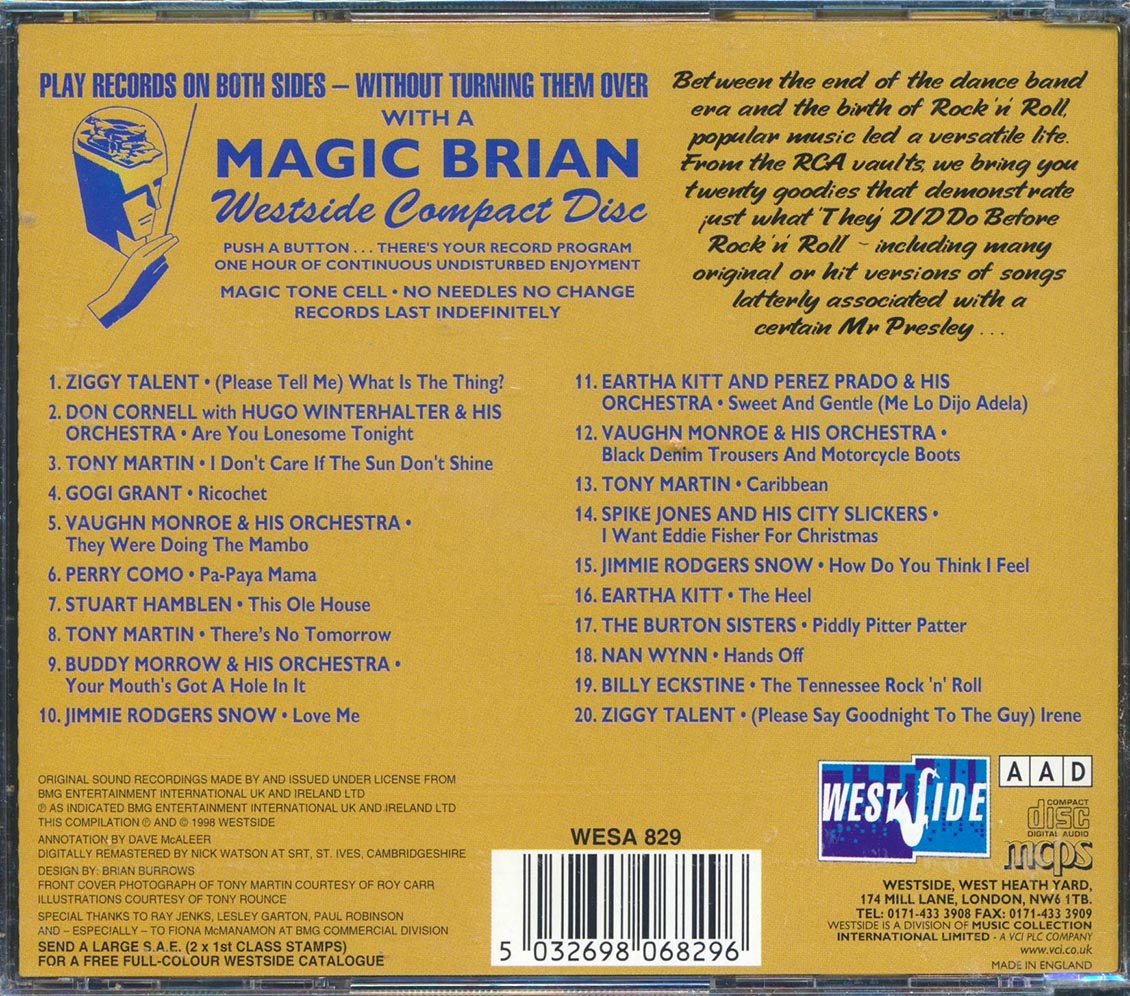 PLAY RECORDS ON BOTH SIDES – WITHOUT TURNING THEM OVER
WITH A
MAGIC BRIAN
Westside Compact Disc
PUSH A BUTTON . . . THERE'S YOUR RECORD PROGRAM
ONE HOUR OF CONTINUOUS UNDISTURBED ENJOYMENT
MAGIC TONE CELL • NO NEEDLES NO CHANGE
RECORDS LAST INDEFINITELY
Between the end of the dance band
era and the birth of Rock 'n' Roll,
popular music led a versatile life.
From the RCA vaults, we bring you
twenty goodies that demonstrate
just what 'They' DID Do Before
Rock 'n' Roll ~ including many
original or hit versions of songs
latterly associated with a
certain Mr Presley . . .
1. ZIGGY TALENT • (Please Tell Me) What Is The Thing?
2. DON CORNELL with HUGO WINTERHALTER & HIS
ORCHESTRA • Are You Lonesome Tonight
3. TONY MARTIN • I Don't Care If The Sun Don't Shine
4. GOGI GRANT • Ricochet
5. VAUGHN MONROE & HIS ORCHESTRA •
They Were Doing The Mambo
6. PERRY COMO • Pa-Paya Mama
7. STUART HAMBLEN • This Ole House
8. TONY MARTIN • There's No Tomorrow
9. BUDDY MORROW & HIS ORCHESTRA •
Your Mouth's Got A Hole In It
10. JIMMIE RODGERS SNOW • Love Me
11. EARTHA KITT AND PEREZ PRADO & HIS
ORCHESTRA • Sweet And Gentle (Me Lo Dijo Adela)
12. VAUGHN MONROE & HIS ORCHESTRA •
Black Denim Trousers And Motorcycle Boots
13. TONY MARTIN • Caribbean
14. SPIKE JONES AND HIS CITY SLICKERS •
I Want Eddie Fisher For Christmas
15. JIMMIE RODGERS SNOW • How Do You Think I Feel
16. EARTHA KITT • The Heel
17. THE BURTON SISTERS • Piddly Pitter Patter
18. NAN WYNN • Hands Off
19. BILLY ECKSTINE • The Tennessee Rock 'n' Roll
20. ZIGGY TALENT • (Please Say Goodnight To The Guy) Irene
ORIGINAL SOUND RECORDINGS MADE BY AND ISSUED UNDER LICENSE FROM
BMG ENTERTAINMENT INTERNATIONAL UK AND IRELAND LTD
℗ AS INDICATED BMG ENTERTAINMENT INTERNATIONAL UK AND IRELAND LTD
THIS COMPILATION ℗ AND © 1998 WESTSIDE
ANNOTATION BY DAVE McALEER
DIGITALLY REMASTERED BY NICK WATSON AT SRT, ST. IVES, CAMBRIDGESHIRE
DESIGN BY: BRIAN BURROWS
FRONT COVER PHOTOGRAPH OF TONY MARTIN COURTESY OF ROY CARR
ILLUSTRATIONS COURTESY OF TONY ROUNCE
SPECIAL THANKS TO RAY JENKS, LESLEY GARTON, PAUL ROBINSON
AND – ESPECIALLY – TO FIONA McMANAMON AT BMG COMMERCIAL DIVISION
SEND A LARGE S.A.E. (2 x 1st CLASS STAMPS)
FOR A FREE FULL-COLOUR WESTSIDE CATALOGUE
WESA 829
5 032698 068296
WESTSIDE
AAD
COMPACT
disc
DIGITAL AUDIO
mcps
WESTSIDE, WEST HEATH YARD,
174 MILL LANE, LONDON, NW6 1TB.
TEL: 0171-433 3908 FAX: 0171-433 3909
WESTSIDE IS A DIVISION OF MUSIC COLLECTION
INTERNATIONAL LIMITED - A VCI PLC COMPANY
www.vci.co.uk
MADE IN ENGLAND